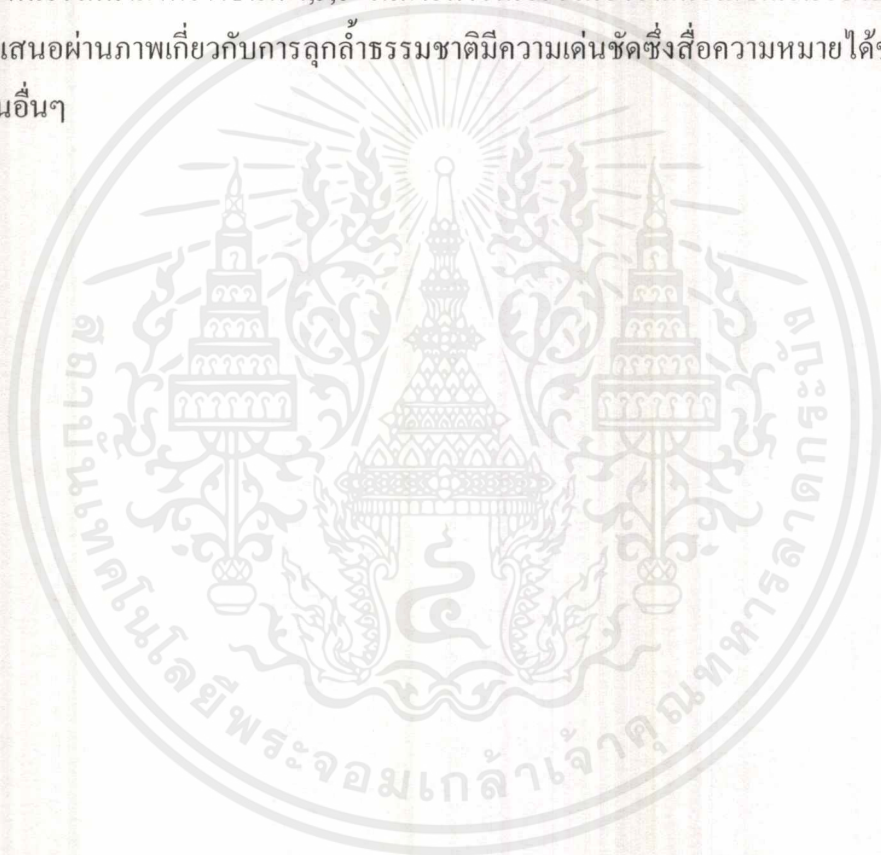 เสนอผ่านภาพเกี่ยวกับการลุกล้ำธรรมชาติมีความเด่นชัดซึ่งสื่อความหมายได้
นอื่นๆ
สถาบันเทคโนโลยีพระจอมเกล้าเจ้าคุณทหารลาดกระบัง